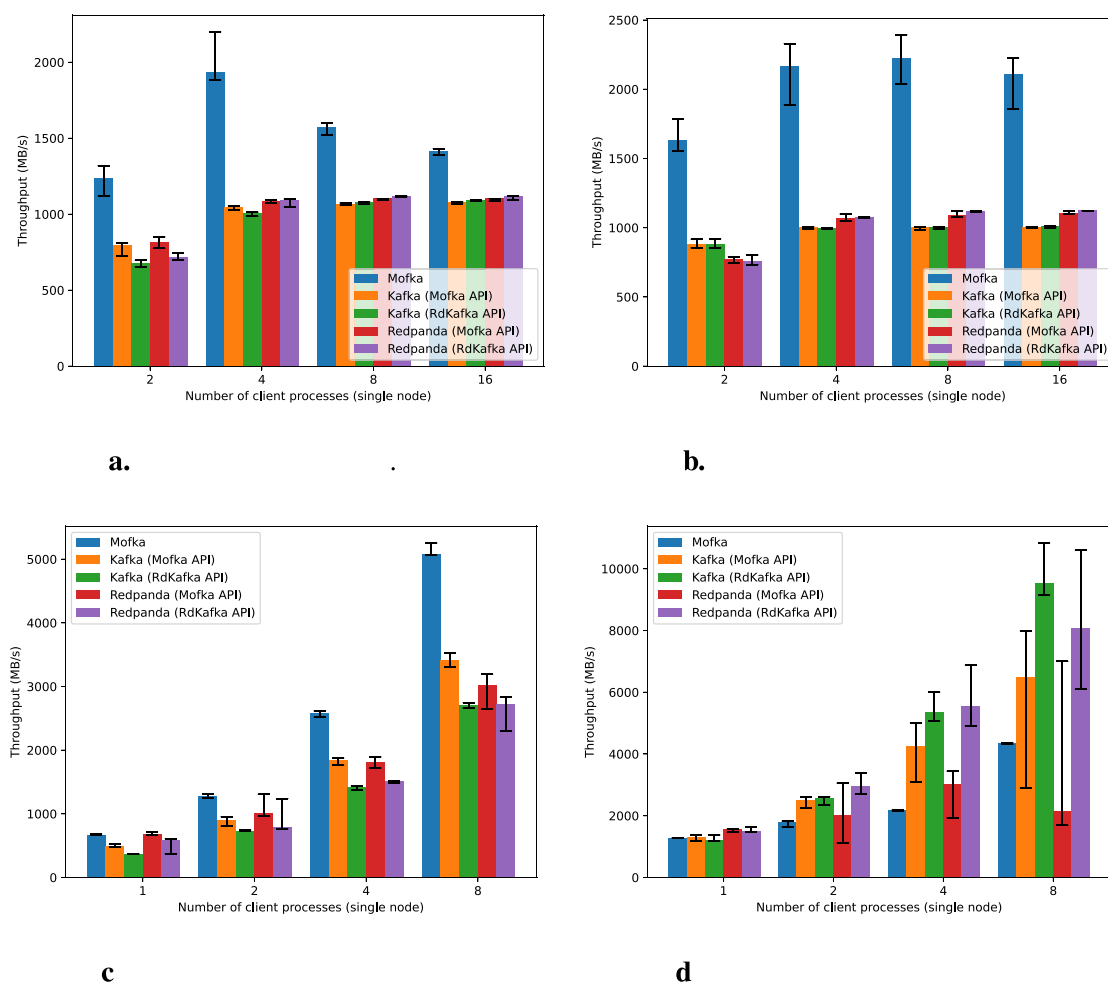 2000
1500
1000
500
0
Throughput (MB/s)
Mofka
Kafka (Mofka API)
Kafka (RdKafka API)
Redpanda (Mofka API)
Redpanda (RdKafka API)
2 4 8 16
Number of client processes (single node)
a.
.
2500
2000
1500
1000
500
0
Throughput (MB/s)
Mofka
Kafka (Mofka API)
Kafka (RdKafka API)
Redpanda (Mofka API)
Redpanda (RdKafka API)
2 4 8 16
Number of client processes (single node)
b.
5000
4000
3000
2000
1000
0
Throughput (MB/s)
Mofka
Kafka (Mofka API)
Kafka (RdKafka API)
Redpanda (Mofka API)
Redpanda (RdKafka API)
1 2 4 8
Number of client processes (single node)
c
10000
8000
6000
4000
2000
0
Throughput (MB/s)
Mofka
Kafka (Mofka API)
Kafka (RdKafka API)
Redpanda (Mofka API)
Redpanda (RdKafka API)
1 2 4 8
Number of client processes (single node)
d